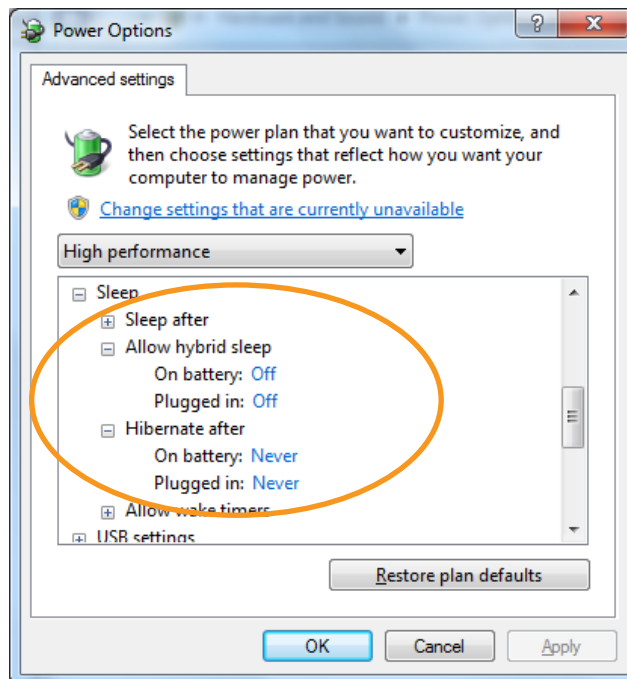 Power Options
?
Advanced settings
Select the power plan that you want to customize, and
then choose settings that reflect how you want your
computer to manage power.
Change settings that are currently unavailable
High performance
Sleep
Sleep after
Allow hybrid sleep
On battery: Off
Plugged in: Off
Hibernate after
On battery: Never
Plugged in: Never
Allow wake timers
USB settings
Restore plan defaults
OK Cancel Apply